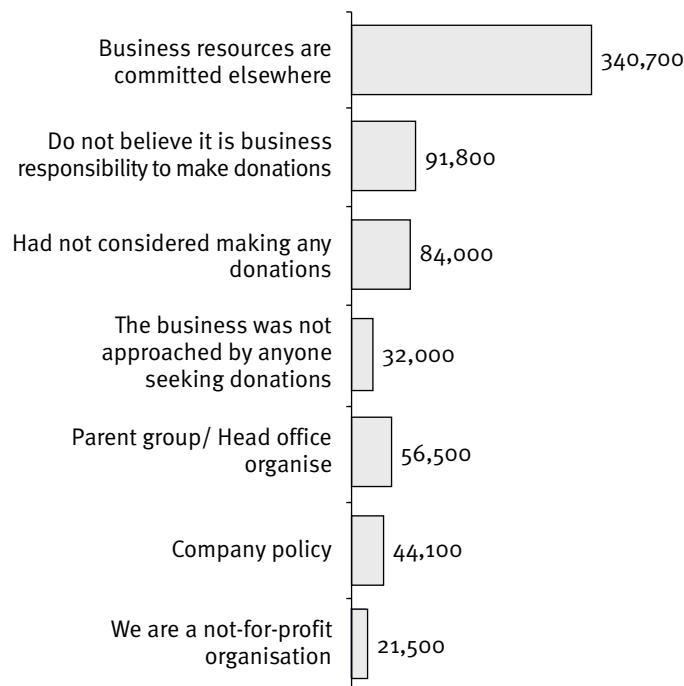 Business resources are
committed elsewhere
340,700
Do not believe it is business
responsibility to make donations
91,800
Had not considered making any
donations
84,000
The business was not
approached by anyone
seeking donations
32,000
Parent group/ Head office
organise
56,500
Company policy
44,100
We are a not-for-profit
organisation
21,500